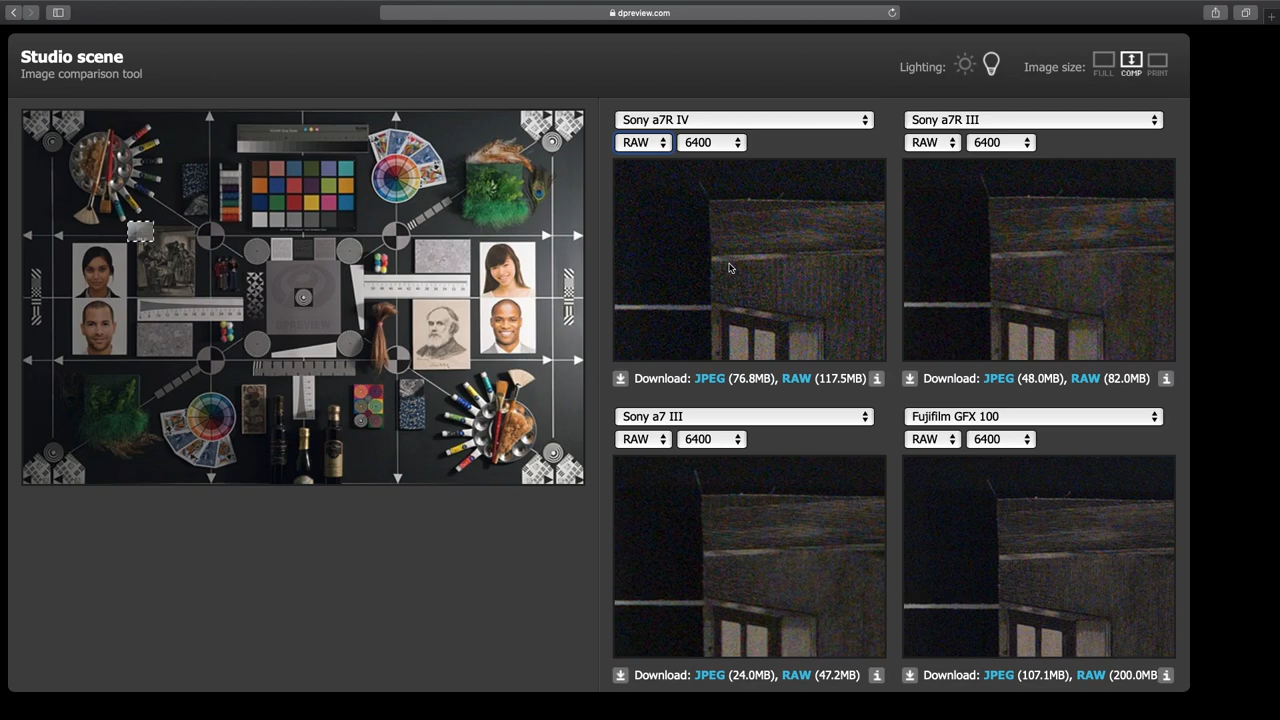 dpreview.com
Studio scene
Image comparison tool
Lighting:
Image size:
FULL
COMP
PRINT
Sony a7R IV
RAW
6400
Sony a7R III
RAW
6400
DPREVIEW
Download: JPEG (76.8MB), RAW (117.5MB)
Download: JPEG (48.0MB), RAW (82.0MB)
Sony a7 III
RAW
6400
Fujifilm GFX 100
RAW
6400
Download: JPEG (24.0MB), RAW (47.2MB)
Download: JPEG (107.1MB), RAW (200.0MB